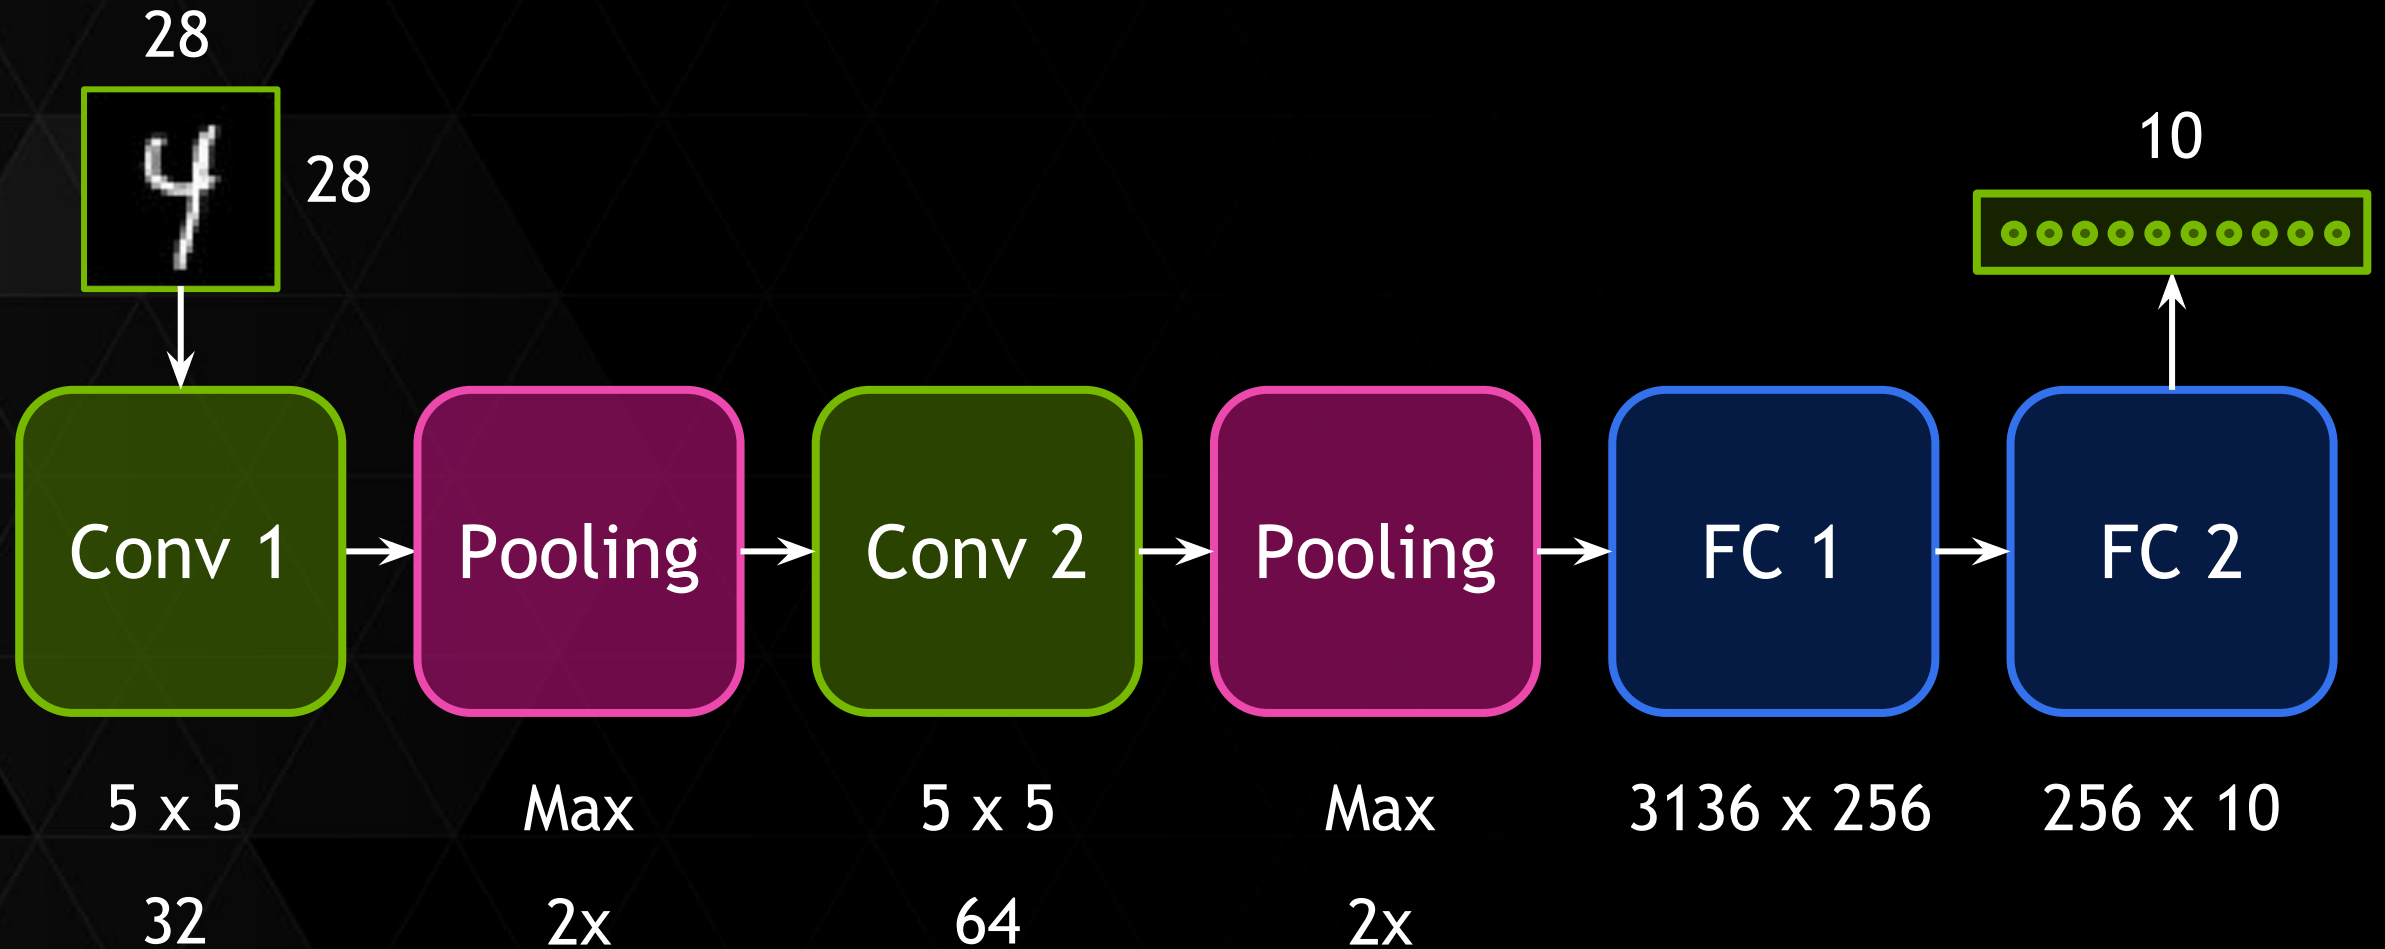 28
4
28
10
Conv 1
Pooling
Conv 2
Pooling
FC 1
FC 2
5 x 5
Max
5 x 5
Max
3136 x 256
256 x 10
32
2x
64
2x